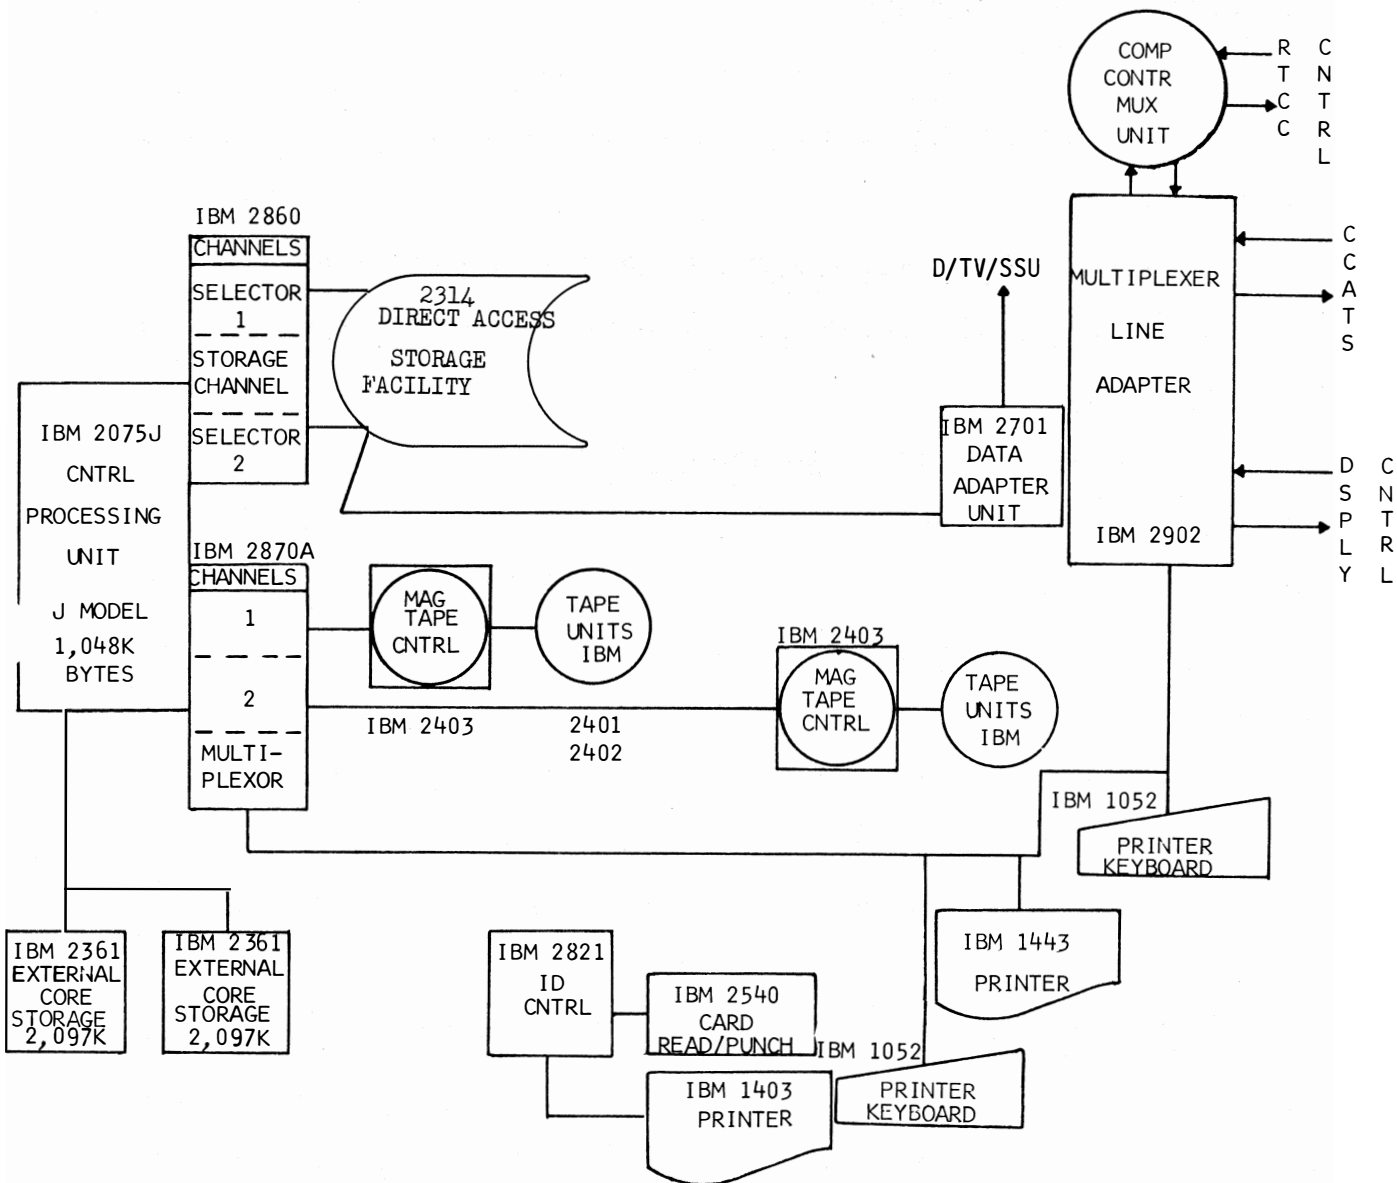 COMP
CONTR
MUX
UNIT
RTCC
CNTRL
IBM 2860
CHANNELS
SELECTOR
1
STORAGE
CHANNEL
SELECTOR
2
2314
DIRECT ACCESS
STORAGE
FACILITY
D/TV/SSU
MULTIPLEXER
LINE
ADAPTER
IBM 2902
CCATS
DSPLY
CNTRL
IBM 2701
DATA
ADAPTER
UNIT
IBM 2075J
CNTRL
PROCESSING
UNIT
J MODEL
1,048K
BYTES
IBM 2870A
CHANNELS
1
2
MULTI-
PLEXOR
MAG
TAPE
CNTRL
TAPE
UNITS
IBM
IBM 2403
2401
2402
IBM 2403
MAG
TAPE
CNTRL
TAPE
UNITS
IBM
IBM 1052
PRINTER
KEYBOARD
IBM 2361
EXTERNAL
CORE
STORAGE
2,097K
IBM 2361
EXTERNAL
CORE
STORAGE
2,097K
IBM 2821
ID
CNTRL
IBM 2540
CARD
READ/PUNCH
IBM 1403
PRINTER
IBM 1052
PRINTER
KEYBOARD
IBM 1443
PRINTER